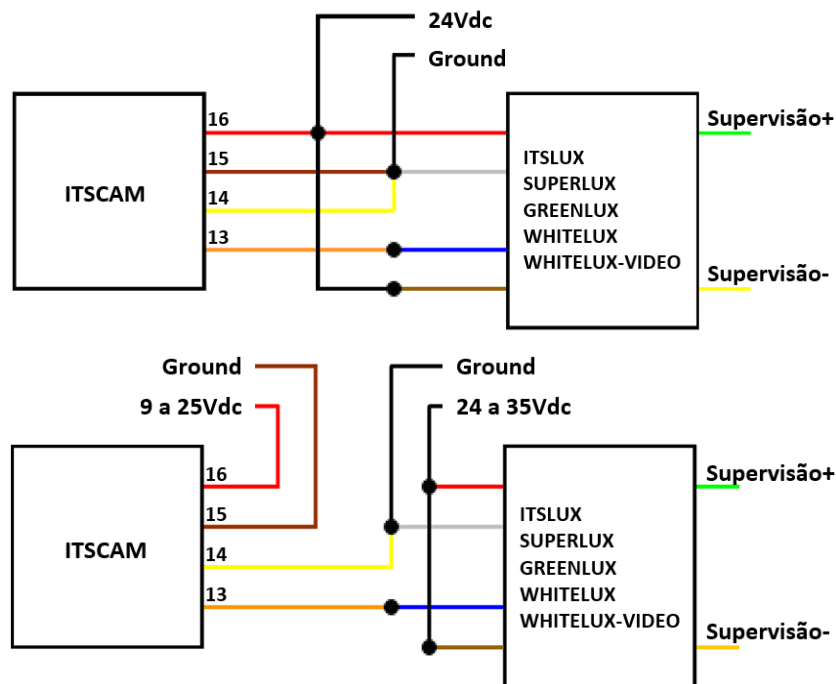 24Vdc
Ground
16
15
14
13
ITSCAM
ITSLUX
SUPERLUX
GREENLUX
WHITELUX
WHITELUX-VIDEO
Supervisão+
Supervisão-
Ground
9 a 25Vdc
Ground
24 a 35Vdc
16
15
14
13
ITSCAM
ITSLUX
SUPERLUX
GREENLUX
WHITELUX
WHITELUX-VIDEO
Supervisão+
Supervisão-